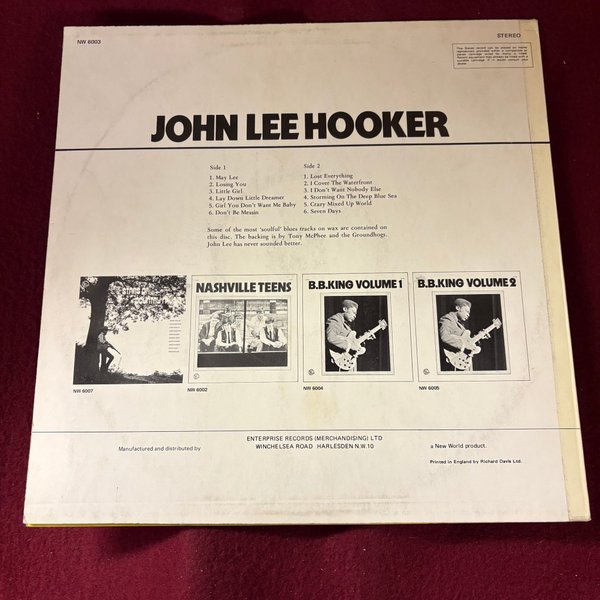 NW 6003
STEREO
JOHN LEE HOOKER
Side 1
1. May Lee
2. Losing You
3. Little Girl
4. Lay Down Little Dreamer
5. Girl You Don't Want Me Baby
6. Don't Be Messin
Side 2
1. Lost Everything
2. I Cover The Waterfront
3. I Don't Want Nobody Else
4. Storming On The Deep Blue Sea
5. Crazy Mixed Up World
6. Seven Days
Some of the most 'soulful' blues tracks on wax are contained on
this disc. The backing is by Tony McPhee and the Groundhogs.
John Lee has never sounded better.
NASHVILLE TEENS
B.B.KING VOLUME 1
B.B.KING VOLUME 2
NW 6007
NW 6002
NW 6004
NW 6005
Manufactured and distributed by
ENTERPRISE RECORDS (MERCHANDISING) LTD
WINCHELSEA ROAD HARLESDEN N.W.10
a New World product.
Printed in England by Richard Davis Ltd.